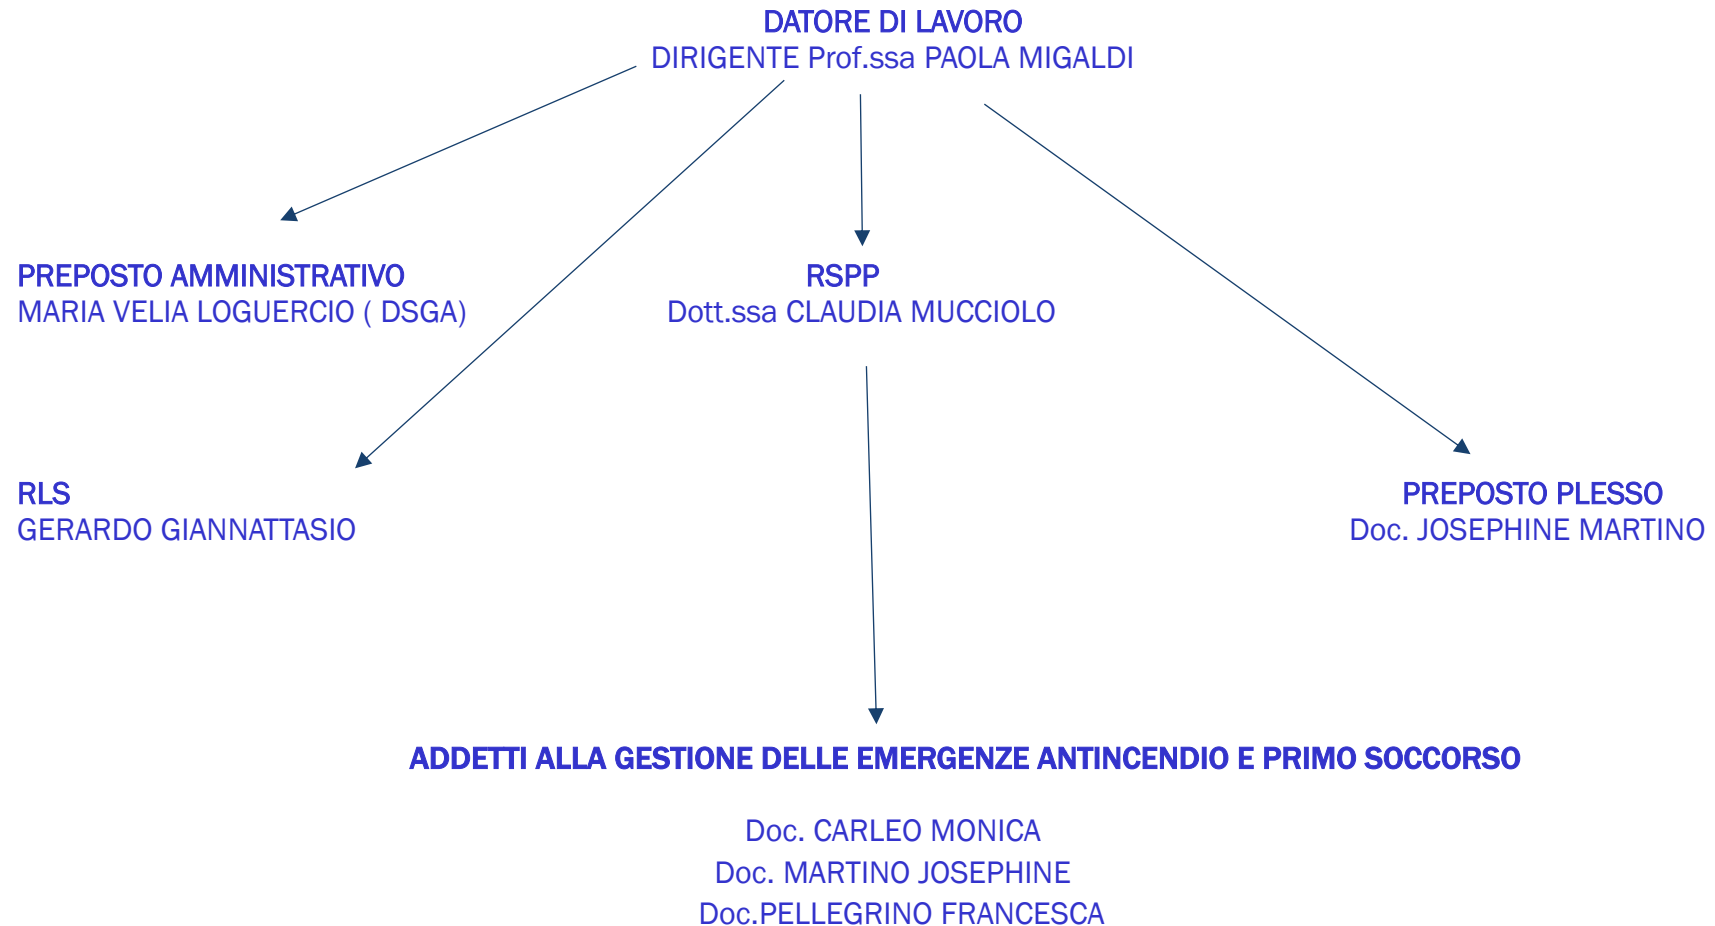 DATORE DI LAVORO
DIRIGENTE Prof.ssa PAOLA MIGALDI
PREPOSTO AMMINISTRATIVO
MARIA VELIA LOGUERCIO ( DSGA)
RSPP
Dott.ssa CLAUDIA MUCCIOLO
RLS
GERARDO GIANNATTASIO
PREPOSTO PLESSO
Doc. JOSEPHINE MARTINO
ADDETTI ALLA GESTIONE DELLE EMERGENZE ANTINCENDIO E PRIMO SOCCORSO
Doc. CARLEO MONICA
Doc. MARTINO JOSEPHINE
Doc.PELLEGRINO FRANCESCA